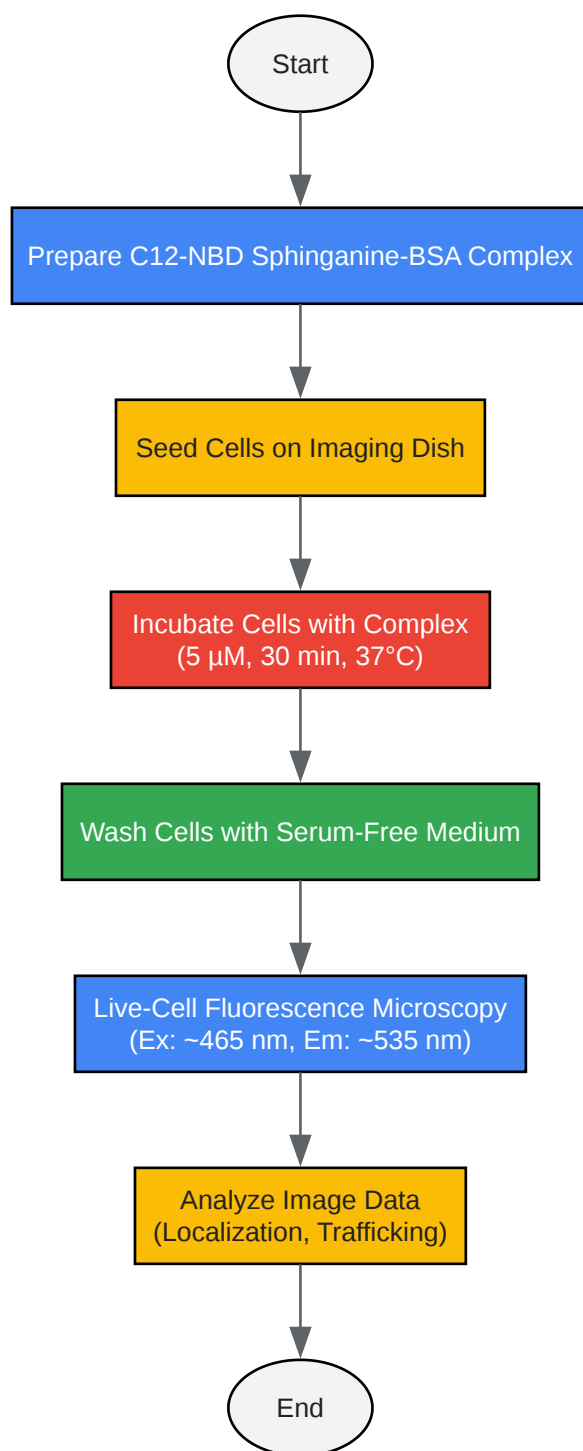 Start
Prepare C12-NBD Sphinganine-BSA Complex
Seed Cells on Imaging Dish
Incubate Cells with Complex
(5 µM, 30 min, 37°C)
Wash Cells with Serum-Free Medium
Live-Cell Fluorescence Microscopy
(Ex: ~465 nm, Em: ~535 nm)
Analyze Image Data
(Localization, Trafficking)
End